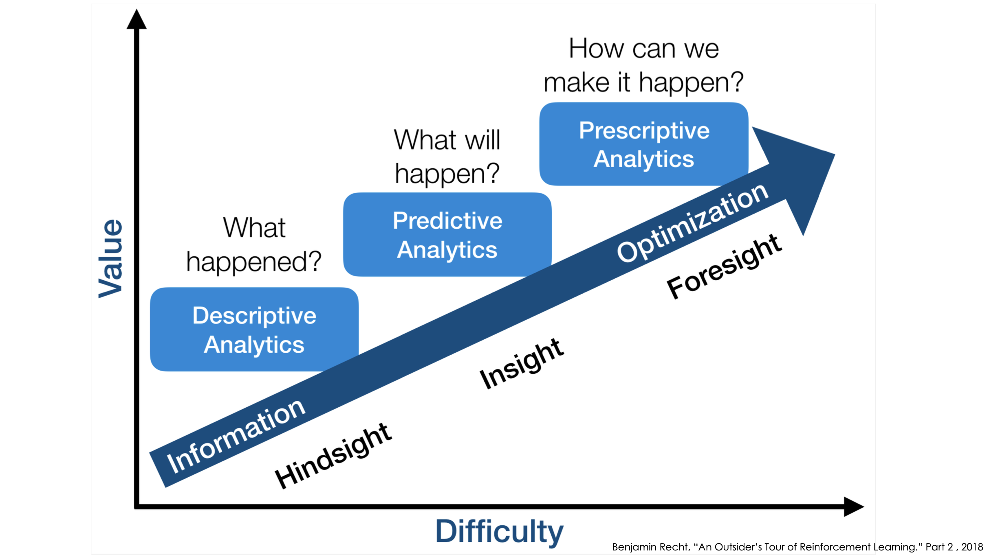 How can we
make it happen?
Prescriptive
Analytics
What will
happen?
Predictive
Analytics
What
happened?
Descriptive
Analytics
Value
Information
Optimization
Hindsight
Insight
Foresight
Difficulty
Benjamin Recht, “An Outsider’s Tour of Reinforcement Learning.” Part 2 , 2018